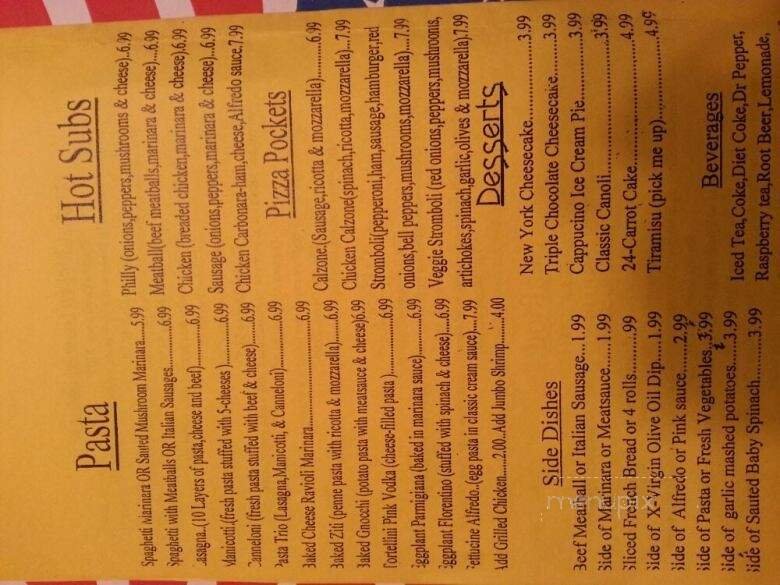 Pasta
Spaghetti Marinara OR Sauted Mushroom Marinara.....5.99
Spaghetti with Meatballs OR Italian Sausages...............6.99
Lasagna..(10 Layers of pasta,cheese and beef)............6.99
Manicotti.(fresh pasta stuffed with 5-cheeses )............6.99
Canneloni (fresh pasta stuffed with beef & cheese)......6.99
Pasta Trio (Lasagna,Manicotti, & Canneloni)...............6.99
Baked Cheese Ravioli Marinara..............................6.99
Baked Ziti (penne pasta with ricotta & mozzarella).......6.99
Baked Gnocchi (potato pasta with meatsauce & cheese)6.99
Tortellini Pink Vodka (cheese-filled pasta )................6.99
Eggplant Parmigiana (baked in marinara sauce)..........6.99
Eggplant Florentino (stuffed with spinach & cheese)....6.99
Fettucine Alfredo..(egg pasta in classic cream sauce)...7.99
Add Grilled Chicken.....2.00..Add Jumbo Shrimp.......4.00
Side Dishes
Beef Meatball or Italian Sausage...1.99
Side of Marinara or Meatsauce.....1.99
Sliced French Bread or 4 rolls.......99
Side of X-Virgin Olive Oil Dip...1.99
Side of Alfredo or Pink sauce.....2.99
Side of Pasta or Fresh Vegetables.3.99
Side of garlic mashed potatoes....3.99
Side of Sauted Baby Spinach.....3.99
Hot Subs
Philly (onions,peppers,mushrooms & cheese)...6.99
Meatball(beef meatballs,marinara & cheese)....6.99
Chicken (breaded chicken,marinara & cheese),6.99
Sausage (onions,peppers,marinara & cheese)...6.99
Chicken Carbonara-ham,cheese,Alfredo sauce,7.99
Pizza Pockets
Calzone,(Sausage,ricotta & mozzarella)............6.99
Chicken Calzone(spinach,ricotta,mozzarella)....7.99
Stromboli(pepperoni,ham,sausage,hamburger,red
onions,bell peppers,mushrooms,mozzarella)....7.99
Veggie Stromboli (red onions,peppers,mushrooms,
artichokes,spinach,garlic,olives & mozzarella),7.99
Desserts
New York Cheesecake................3.99
Triple Chocolate Cheesecake.....3.99
Cappucino Ice Cream Pie..........3.99
Classic Canoli......................3.99
24-Carrot Cake....................4.99
Tiramisu (pick me up)...........4.99
Beverages
Iced Tea,Coke,Diet Coke,Dr Pepper,
Raspberry tea,Root Beer,Lemonade,
menupix